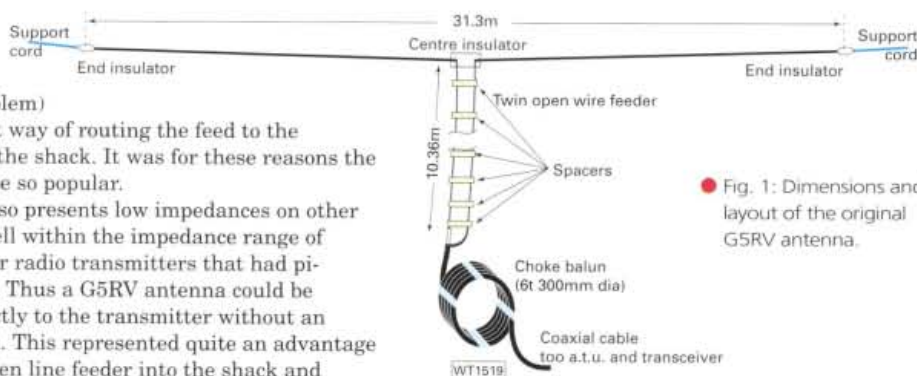 31.3m
Support
cord
End insulator
Centre insulator
End insulator
Support
cord
lem)
way of routing the feed to the
the shack. It was for these reasons the
e so popular.
so presents low impedances on other
ell within the impedance range of
r radio transmitters that had pi-
Thus a G5RV antenna could be
ctly to the transmitter without an
. This represented quite an advantage
en line feeder into the shack and
10.36m
Twin open wire feeder
Spacers
Choke balun
(6t 300mm dia)
Coaxial cable
too a.t.u. and transceiver
WT1519
Fig. 1: Dimensions and
layout of the original
G5RV antenna.